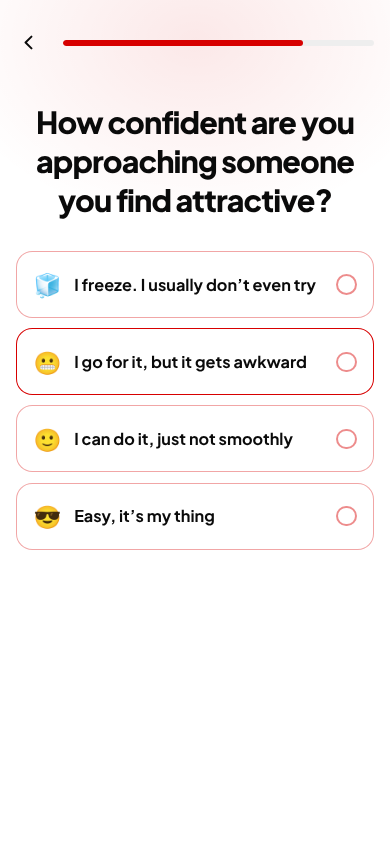 How confident are you
approaching someone
you find attractive?
I freeze. I usually don’t even try
I go for it, but it gets awkward
I can do it, just not smoothly
Easy, it’s my thing